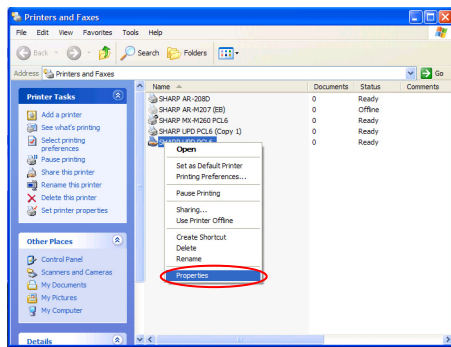 Printers and Faxes
File Edit View Favorites Tools Help
Back Search Folders
Address Printers and Faxes Go
Name Documents Status Comments
SHARP AR-208D 0 Ready
SHARP AR-M207 (EB) 0 Offline
SHARP MX-M260 PCL6 0 Ready
SHARP UPD PCL6 (Copy 1) 0 Ready
SHARP UPD PCL6 0 Ready
Open
Set as Default Printer
Printing Preferences...
Pause Printing
Sharing...
Use Printer Offline
Create Shortcut
Delete
Rename
Properties
Printer Tasks
Add a printer
See what's printing
Select printing
preferences
Pause printing
Share this printer
Rename this printer
Delete this printer
Set printer properties
Other Places
Control Panel
Scanners and Cameras
My Documents
My Pictures
My Computer
Details